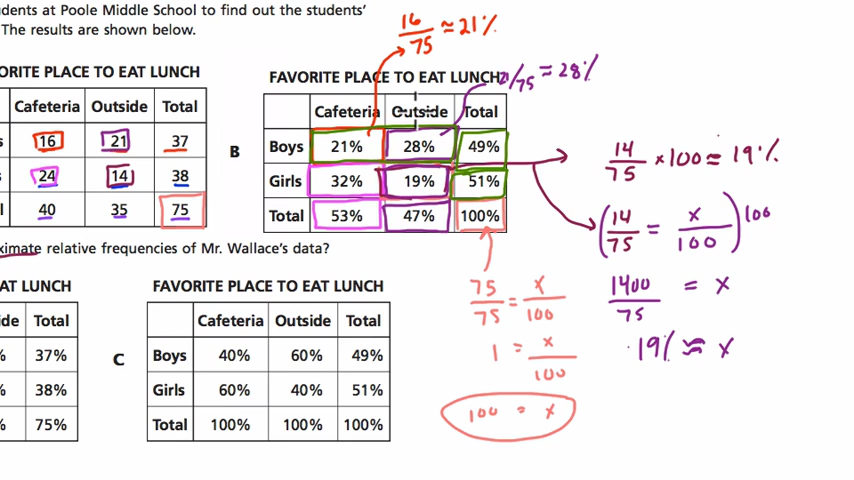 dents at Poole Middle School to find out the students'
The results are shown below.
16/75 ≈ 21%
ORITE PLACE TO EAT LUNCH
Cafeteria Outside Total
s 16 21 37
s 24 14 38
l 40 35 75
B
FAVORITE PLACE TO EAT LUNCH
21/75 ≈ 28%
Cafeteria Outside Total
Boys 21% 28% 49%
Girls 32% 19% 51%
Total 53% 47% 100%
14/75 × 100 ≈ 19%
(14/75 = x/100) 100
1400/75 = x
19% ≈ x
75/75 = x/100
1 = x/100
100 = x
ximate relative frequencies of Mr. Wallace's data?
AT LUNCH
ide Total
% 37%
% 38%
% 75%
C
FAVORITE PLACE TO EAT LUNCH
Cafeteria Outside Total
Boys 40% 60% 49%
Girls 60% 40% 51%
Total 100% 100% 100%